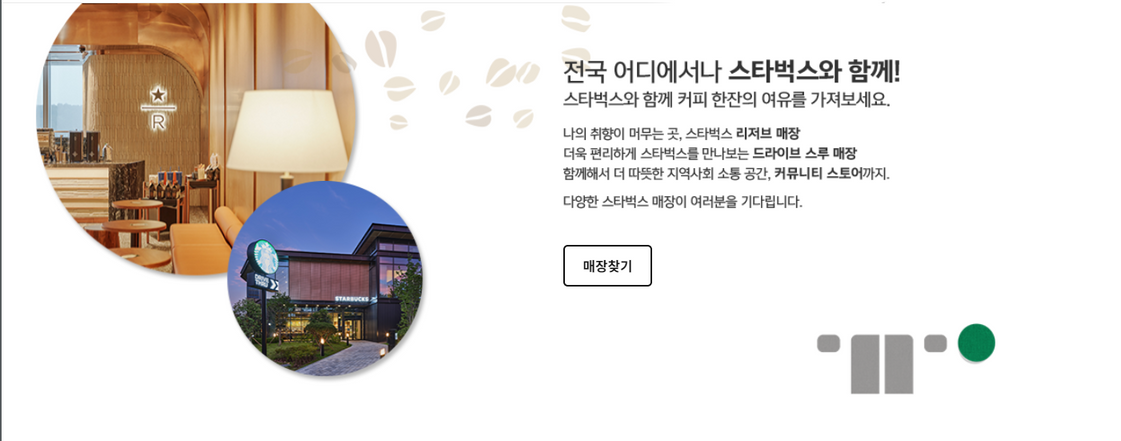 전국 어디에서나 스타벅스와 함께!
스타벅스와 함께 커피 한잔의 여유를 가져보세요.
나의 취향이 머무는 곳, 스타벅스 리저브 매장
더욱 편리하게 스타벅스를 만나보는 드라이브 스루 매장
함께해서 더 따뜻한 지역사회 소통 공간, 커뮤니티 스토어까지.
다양한 스타벅스 매장이 여러분을 기다립니다.
매장찾기
R
DRIVE
THRU
STARBUCKS